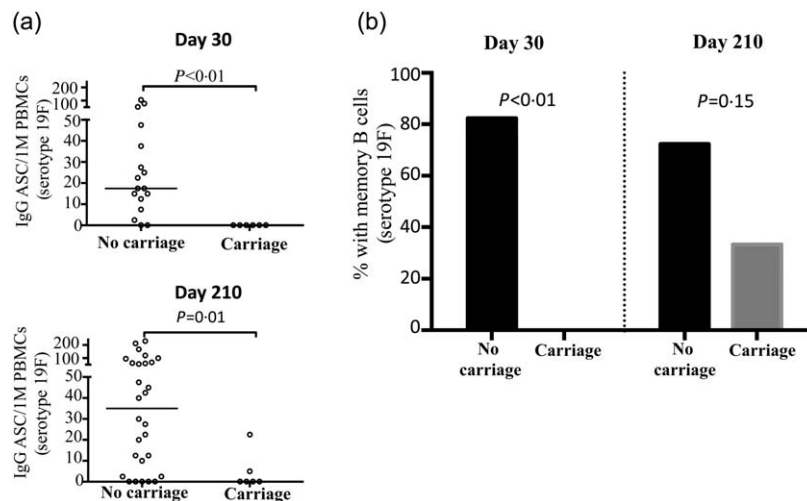 (a)
Day 30
P<0·01
IgG ASC/1M PBMCs
(serotype 19F)
200
100
50
40
30
20
10
0
No carriage
Carriage
Day 210
P=0·01
IgG ASC/1M PBMCs
(serotype 19F)
200
100
50
40
30
20
10
0
No carriage
Carriage
(b)
Day 30
Day 210
% with memory B cells
(serotype 19F)
100
80
60
40
20
0
P<0·01
P=0·15
No
carriage
Carriage
No
carriage
Carriage